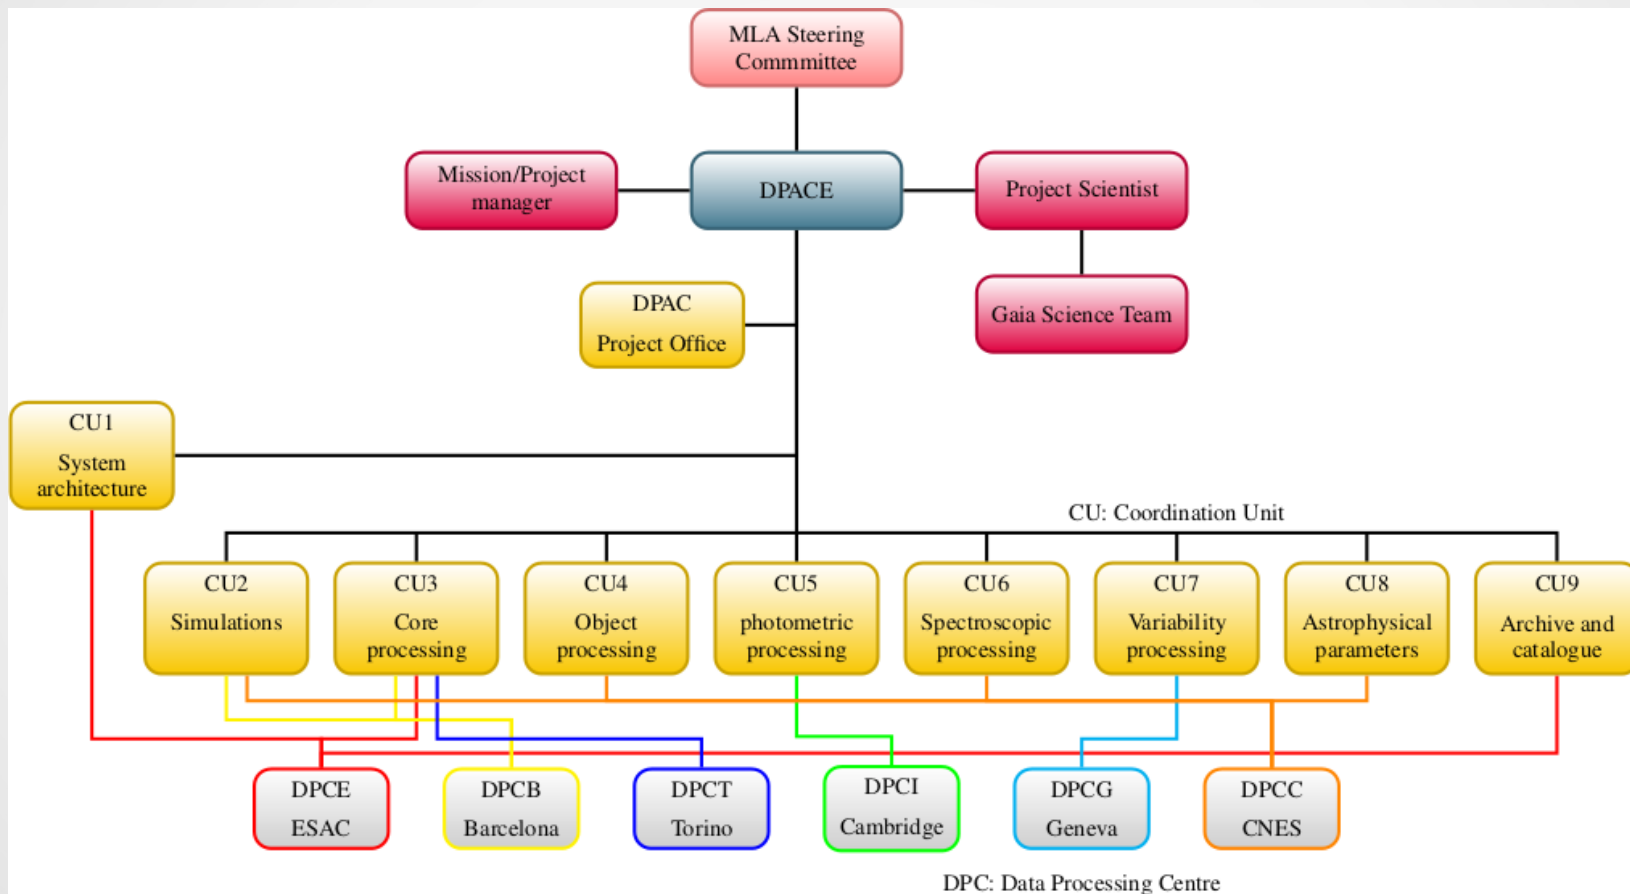 MLA Steering
Commmittee
Mission/Project
manager
DPACE
Project Scientist
DPAC
Project Office
Gaia Science Team
CU1
System
architecture
CU: Coordination Unit
CU2
Simulations
CU3
Core
processing
CU4
Object
processing
CU5
photometric
processing
CU6
Spectroscopic
processing
CU7
Variability
processing
CU8
Astrophysical
parameters
CU9
Archive and
catalogue
DPCE
ESAC
DPCB
Barcelona
DPCT
Torino
DPCI
Cambridge
DPCG
Geneva
DPCC
CNES
DPC: Data Processing Centre